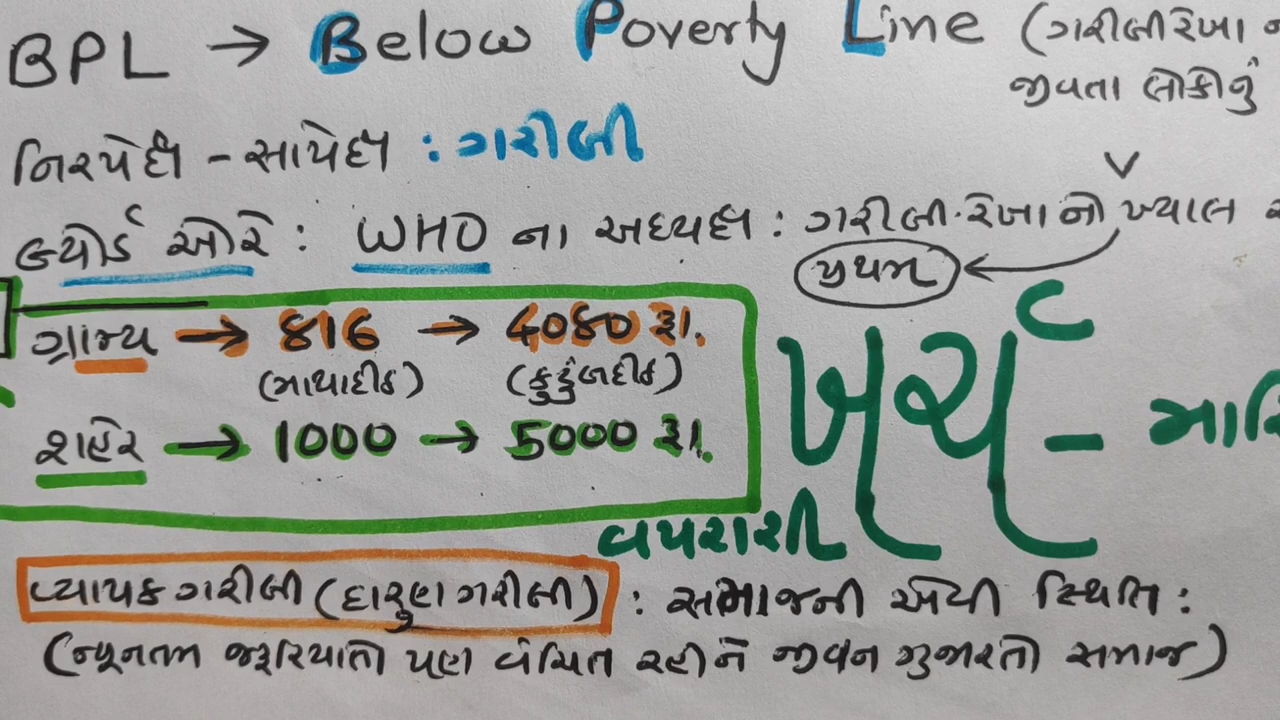 BPL → Below Poverty Line (ગરીબીરેખા
જીવતા લોકોનું
નિરપેક્ષ - સાપેક્ષ : ગરીબી
બ્યોર્ડ ઓરે : WHO ના અધ્યક્ષ : ગરીબી રેખાનો ખ્યાલ
પ્રથમ
ગ્રામ્ય → 816 → 4080 રૂ.
(માથાદીઠ) (કુટુંબદીઠ)
શહેર → 1000 → 5000 રૂ.
ખર્ચ -
વપરાશી
વ્યાપક ગરીબી (દારુણ ગરીબી) : સમાજની એવી સ્થિતિ :
(ન્યૂનતમ જરૂરિયાતો પણ વંચિત રહીને જીવન ગુજારતો સમાજ)